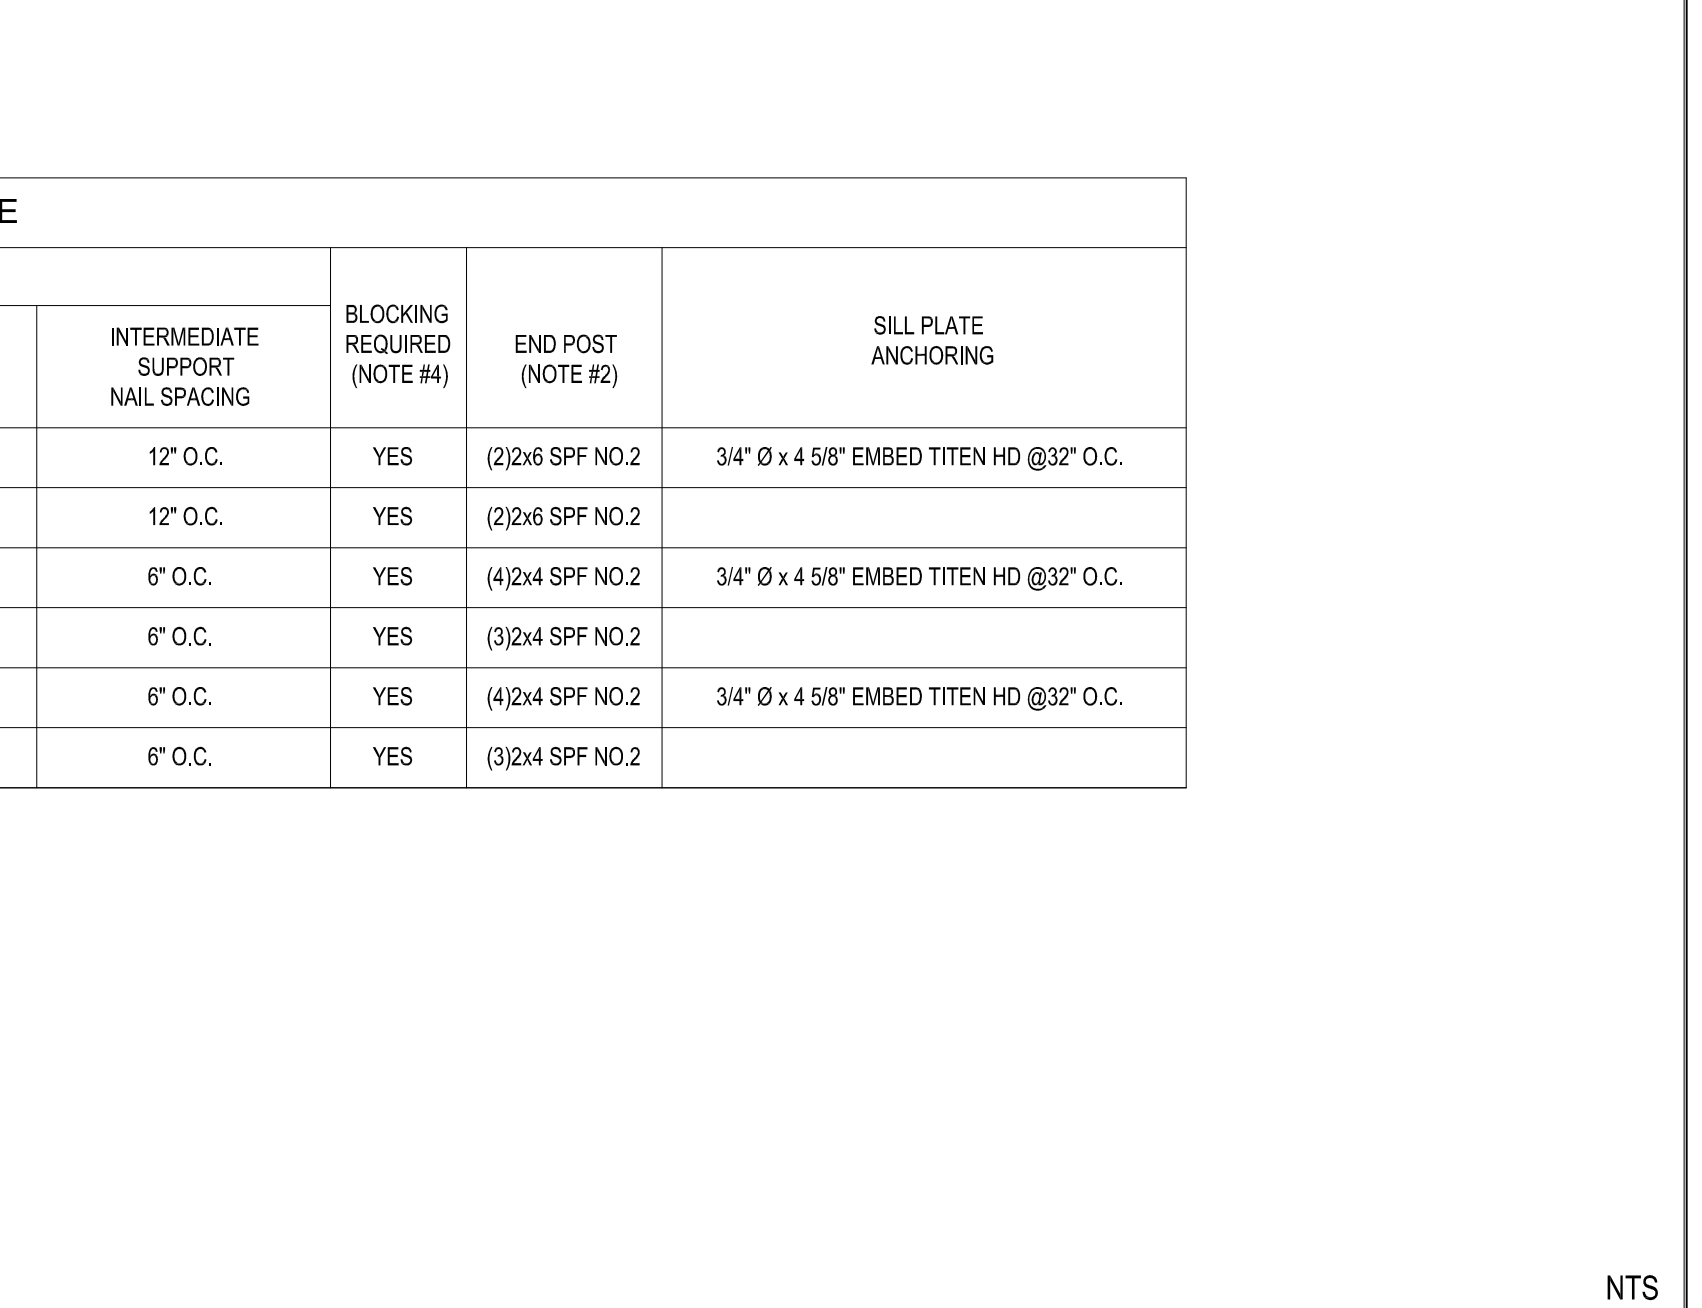 E
INTERMEDIATE
SUPPORT
NAIL SPACING
BLOCKING
REQUIRED
(NOTE #4)
END POST
(NOTE #2)
SILL PLATE
ANCHORING
12" O.C. YES (2)2x6 SPF NO.2 3/4" Ø x 4 5/8" EMBED TITEN HD @32" O.C.
12" O.C. YES (2)2x6 SPF NO.2
6" O.C. YES (4)2x4 SPF NO.2 3/4" Ø x 4 5/8" EMBED TITEN HD @32" O.C.
6" O.C. YES (3)2x4 SPF NO.2
6" O.C. YES (4)2x4 SPF NO.2 3/4" Ø x 4 5/8" EMBED TITEN HD @32" O.C.
6" O.C. YES (3)2x4 SPF NO.2
NTS